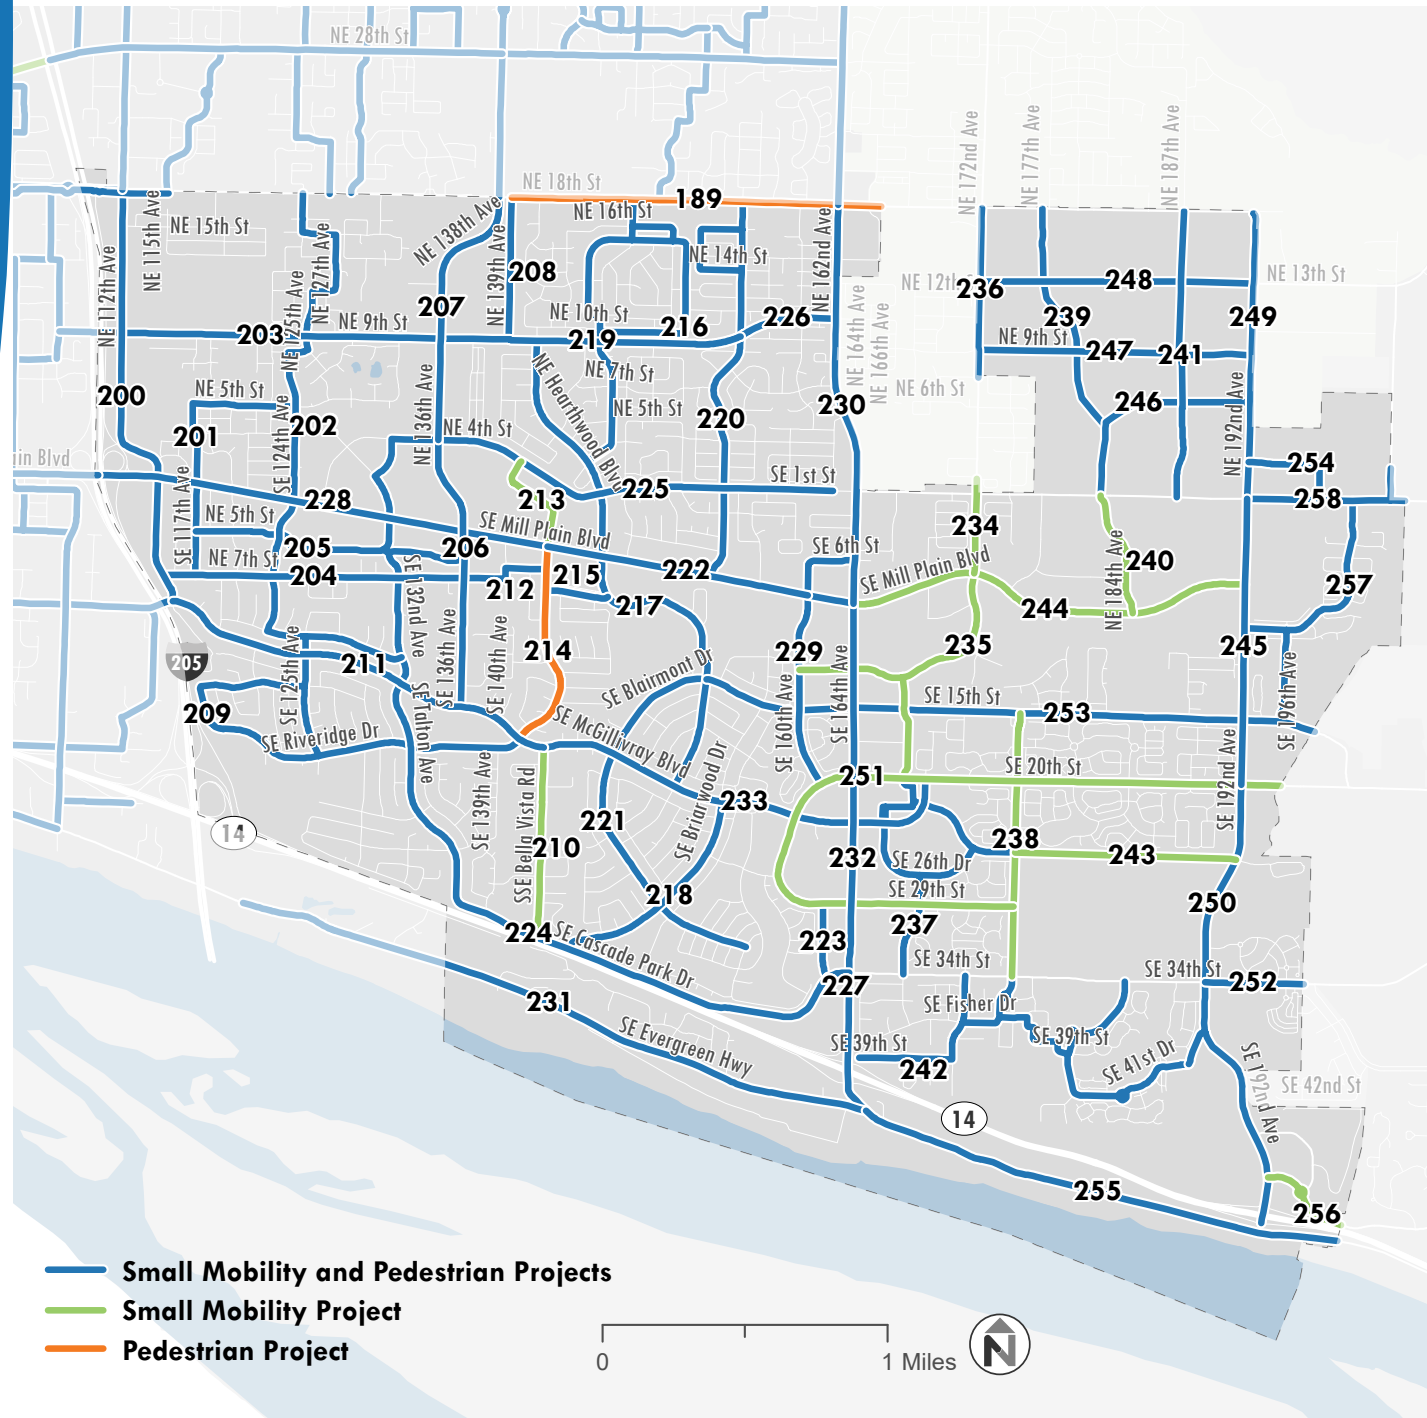 NE 28th St
NE 172nd Ave
NE 177th Ave
NE 187th Ave
NE 18th St
189
NE 16th St
NE 115th Ave
NE 15th St
NE 138th Ave
NE 14th St
NE 162nd Ave
NE 112th Ave
NE 127th Ave
NE 139th Ave
208
NE 12th S
236
248
NE 13th St
NE 125th Ave
207
NE 10th St
216
226
NE 164th Ave
NE 166th Ave
239
249
203
NE 9th St
219
NE 9th St
247
241
NE 7th St
200
NE 5th St
NE 136th Ave
NE Hearthwood Blvd
NE 5th St
220
230
NE 6th St
246
NE 192nd Ave
201
SE 124th Ave
202
NE 4th St
ain Blvd
SE 117th Ave
228
213
225
SE 1st St
254
258
NE 5th St
SE Mill Plain Blvd
234
205
206
SE 6th St
SE Mill Plain Blvd
NE 184th Ave
240
NE 7th St
204
212
215
222
257
217
244
SE 132nd Ave
SE 136th Ave
SE 140th Ave
214
229
235
245
205
SE 125th Ave
211
SE Blairmont Dr
SE 160th Ave
SE 164th Ave
SE 15th St
253
SE 196th Ave
209
SE Riveridge Dr
SE Talton Ave
SE McGillivray Blvd
SE 139th Ave
SSE Bella Vista Rd
SE Briarwood Dr
251
SE 20th St
SE 192nd Ave
233
14
221
210
232
SE 26th Dr
238
243
218
SE 29th St
250
224
SE Cascade Park Dr
223
237
SE 34th St
SE 34th St
252
227
231
SE Evergreen Hwy
SE Fisher Dr
SE 39th St
242
SE 39th St
SE 41st Dr
SE 192nd Ave
SE 42nd St
14
255
256
Small Mobility and Pedestrian Projects
Small Mobility Project
Pedestrian Project
0
1 Miles
N